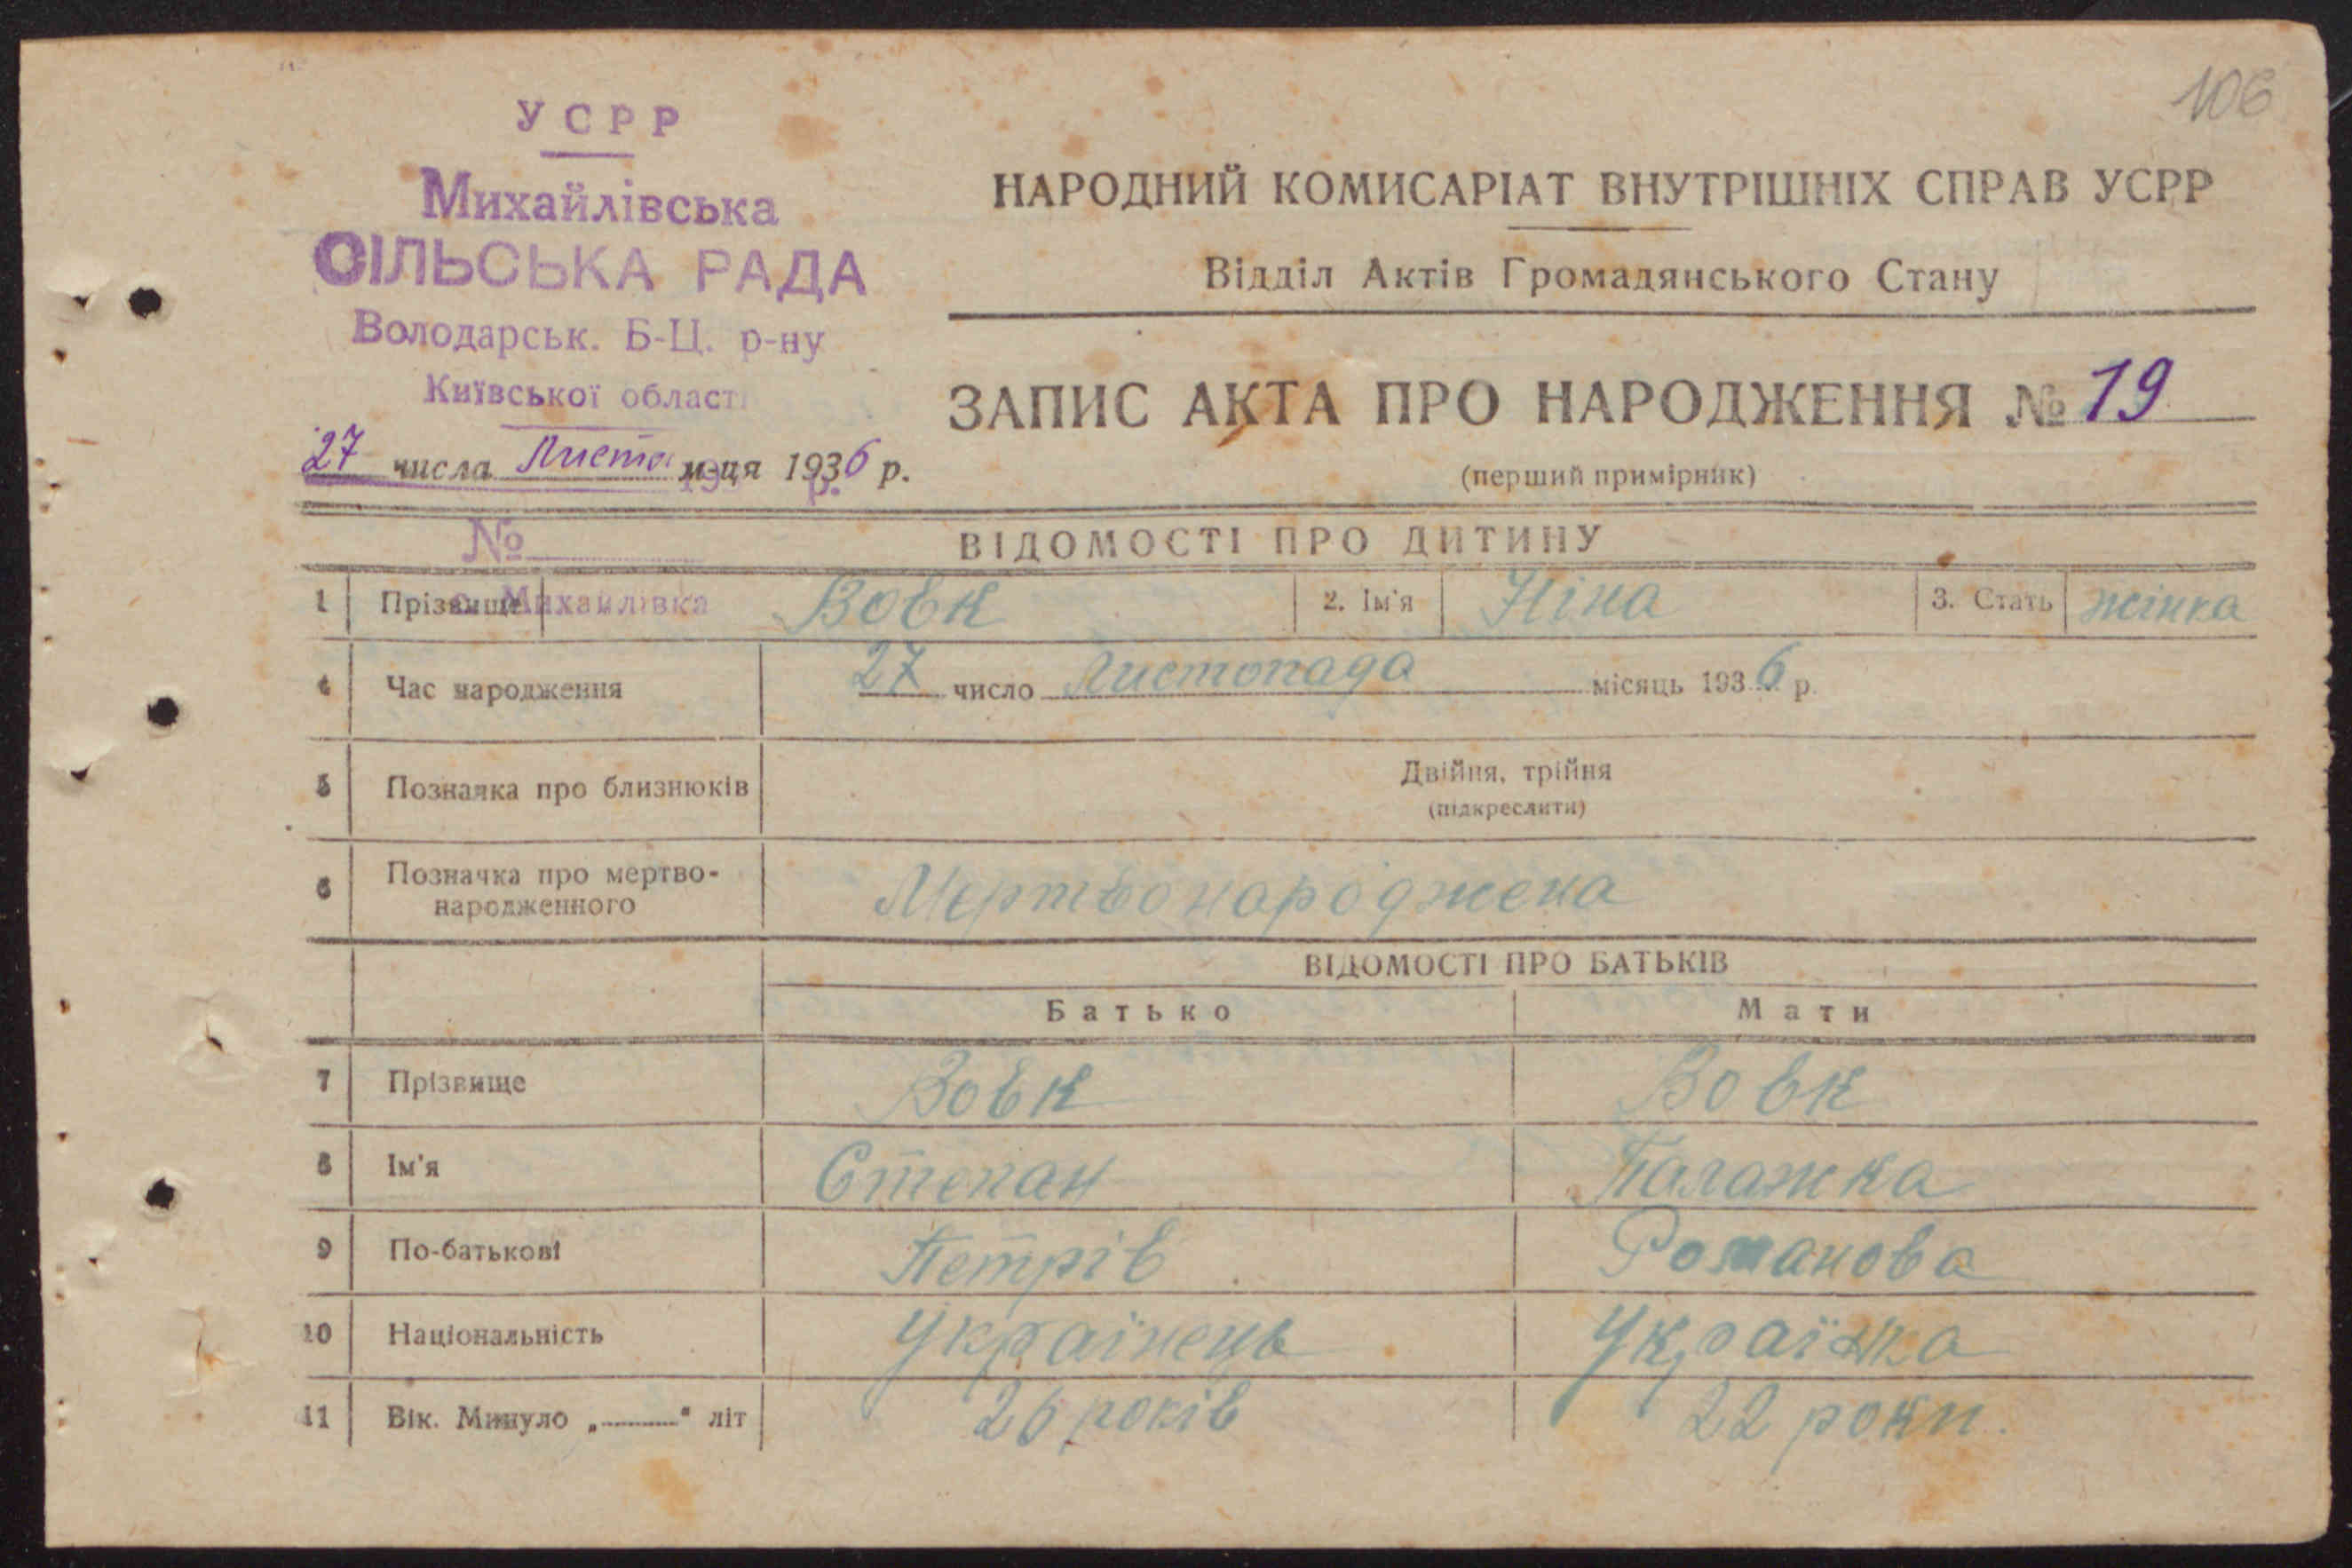 106
УСРР
Михайлівська
СІЛЬСЬКА РАДА
Володарськ. Б-Ц. р-ну
Київської області
27 числа Листо м-ця 1936 р.
№
с. Михайлівка
НАРОДНИЙ КОМИСАРІАТ ВНУТРІШНІХ СПРАВ УСРР
Відділ Актів Громадянського Стану
ЗАПИС АКТА ПРО НАРОДЖЕННЯ № 19
(перший примірник)
ВІДОМОСТІ ПРО ДИТИНУ
1 Прізвище Вовк 2. Ім'я Ніна 3. Стать жінка
4 Час народження 27 число Листопада місяць 1936 р.
5 Позначка про близнюків Двійня, трійня
(підкреслити)
6 Позначка про мертво-
народженного Мертвонароджена
ВІДОМОСТІ ПРО БАТЬКІВ
Батько Мати
7 Прізвище Вовк Вовк
8 Ім'я Степан Палажка
9 По-батькові Петрів Романова
10 Національність Українець Українка
11 Вік. Минуло „ “ літ 26 років 22 роки.